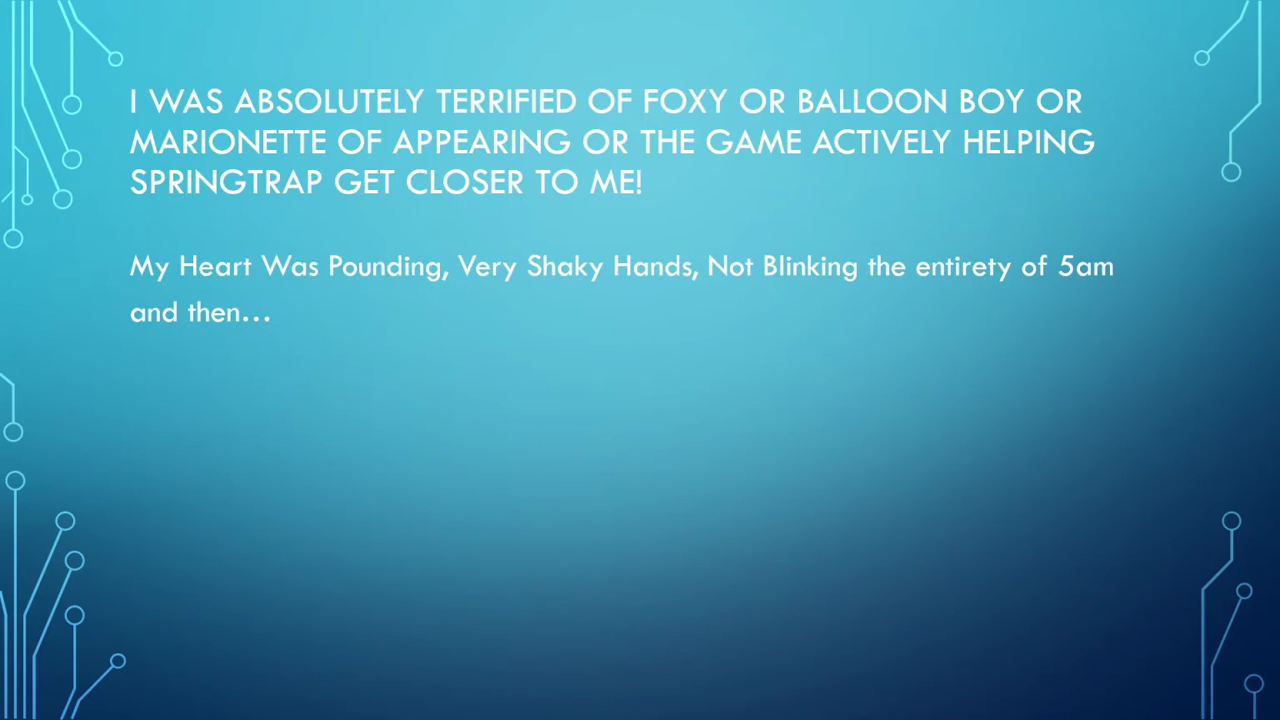 I WAS ABSOLUTELY TERRIFIED OF FOXY OR BALLOON BOY OR
MARIONETTE OF APPEARING OR THE GAME ACTIVELY HELPING
SPRINGTRAP GET CLOSER TO ME!
My Heart Was Pounding, Very Shaky Hands, Not Blinking the entirety of 5am
and then…